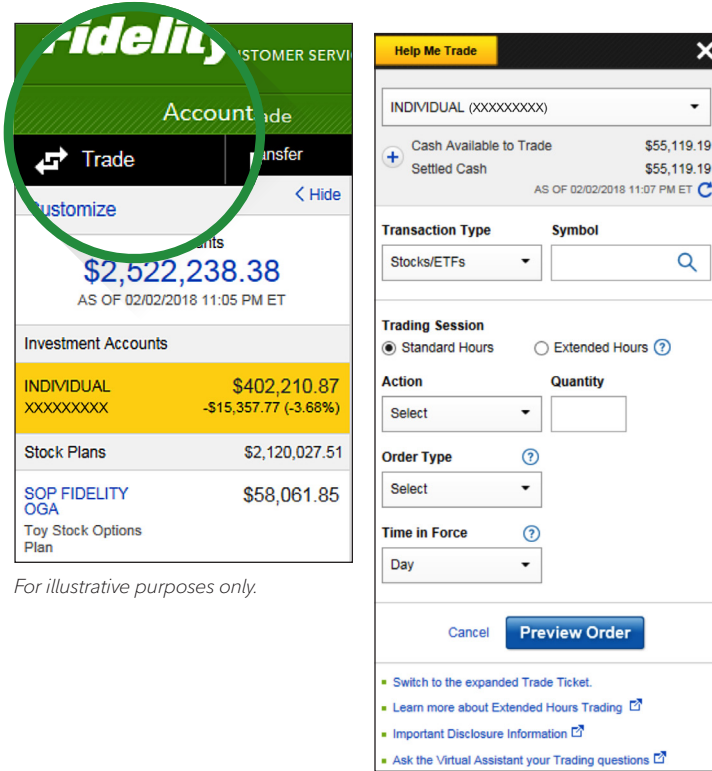 Fidelity
CUSTOMER SERVI
Account
ade
Trade
ansfer
Customize
< Hide
nts
$2,522,238.38
AS OF 02/02/2018 11:05 PM ET
Investment Accounts
INDIVIDUAL $402,210.87
XXXXXXXXX -$15,357.77 (-3.68%)
Stock Plans $2,120,027.51
SOP FIDELITY $58,061.85
OGA
Toy Stock Options
Plan
For illustrative purposes only.
Help Me Trade
INDIVIDUAL (XXXXXXXXX)
Cash Available to Trade $55,119.19
Settled Cash $55,119.19
AS OF 02/02/2018 11:07 PM ET
Transaction Type Symbol
Stocks/ETFs
Trading Session
Standard Hours Extended Hours ?
Action Quantity
Select
Order Type ?
Select
Time in Force ?
Day
Cancel Preview Order
Switch to the expanded Trade Ticket.
Learn more about Extended Hours Trading
Important Disclosure Information
Ask the Virtual Assistant your Trading questions